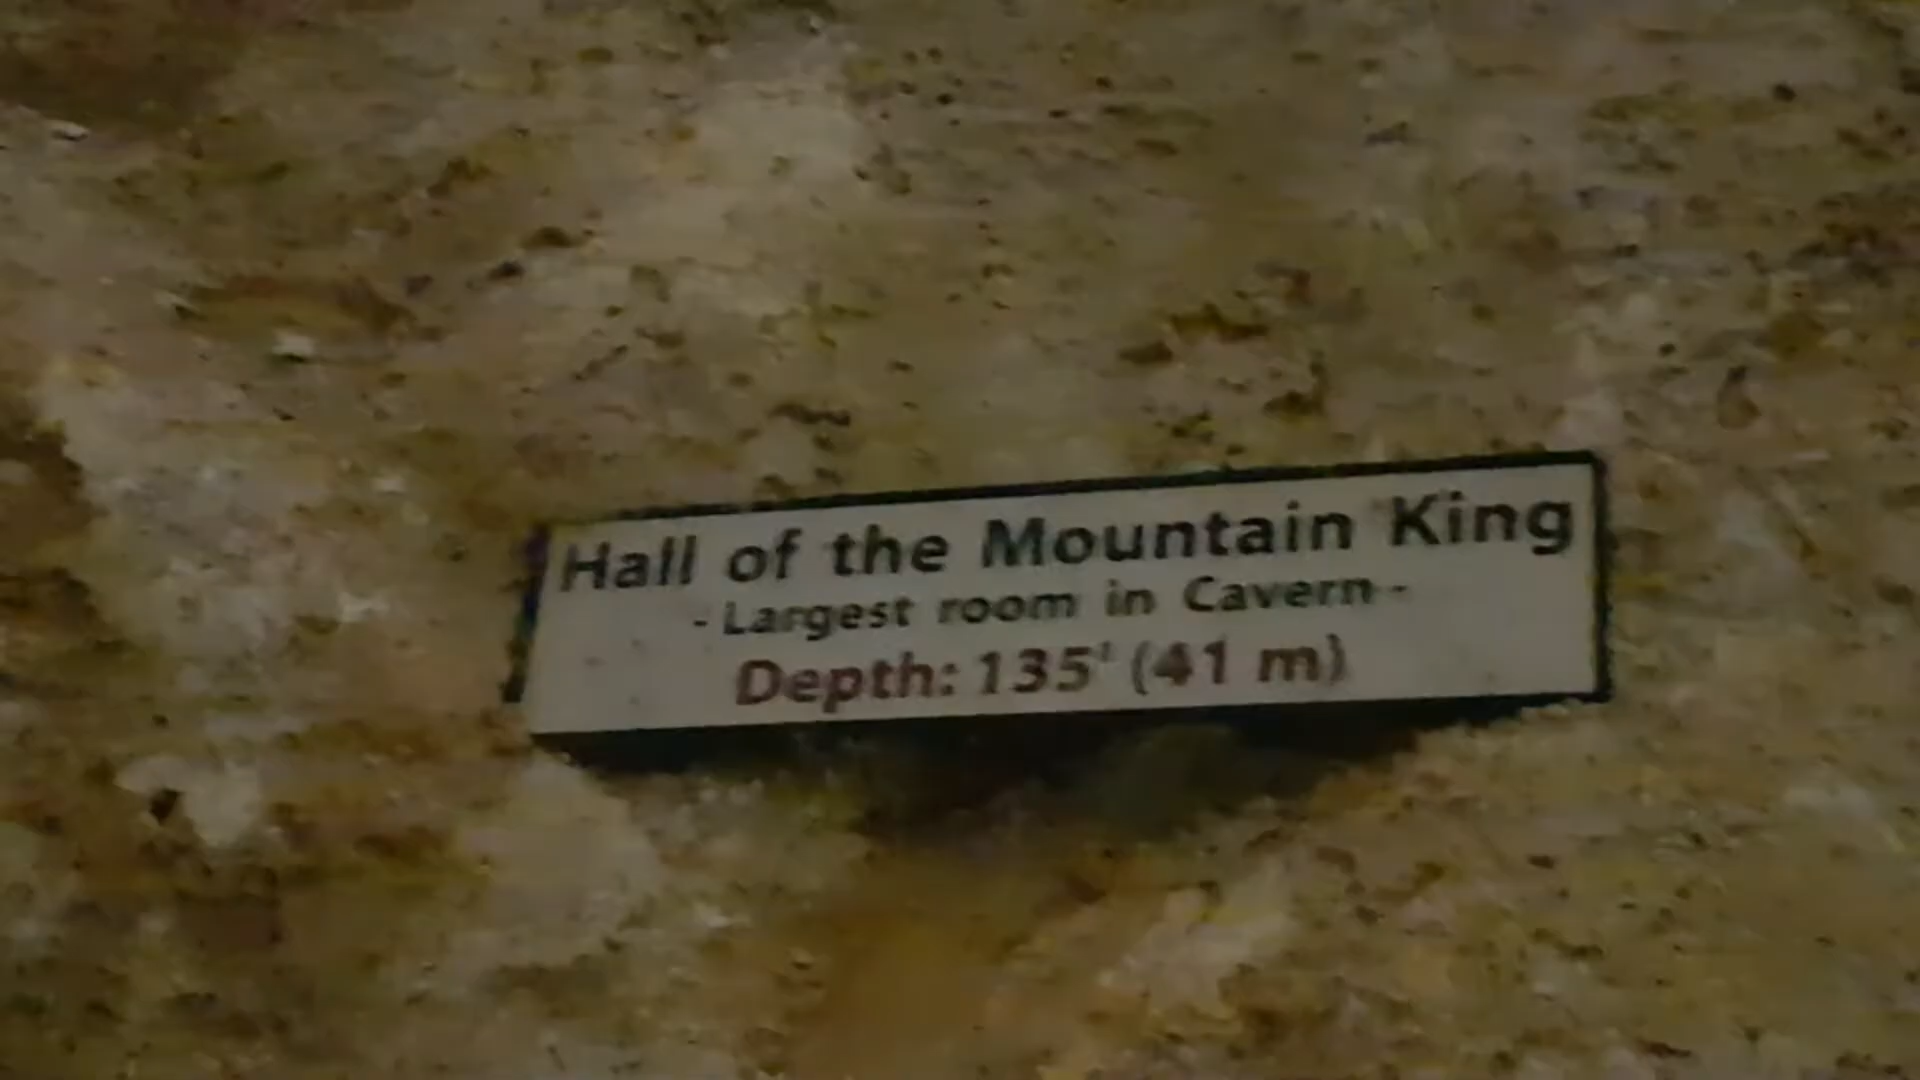 Hall of the Mountain King
- Largest room in Cavern -
Depth: 135' (41 m)